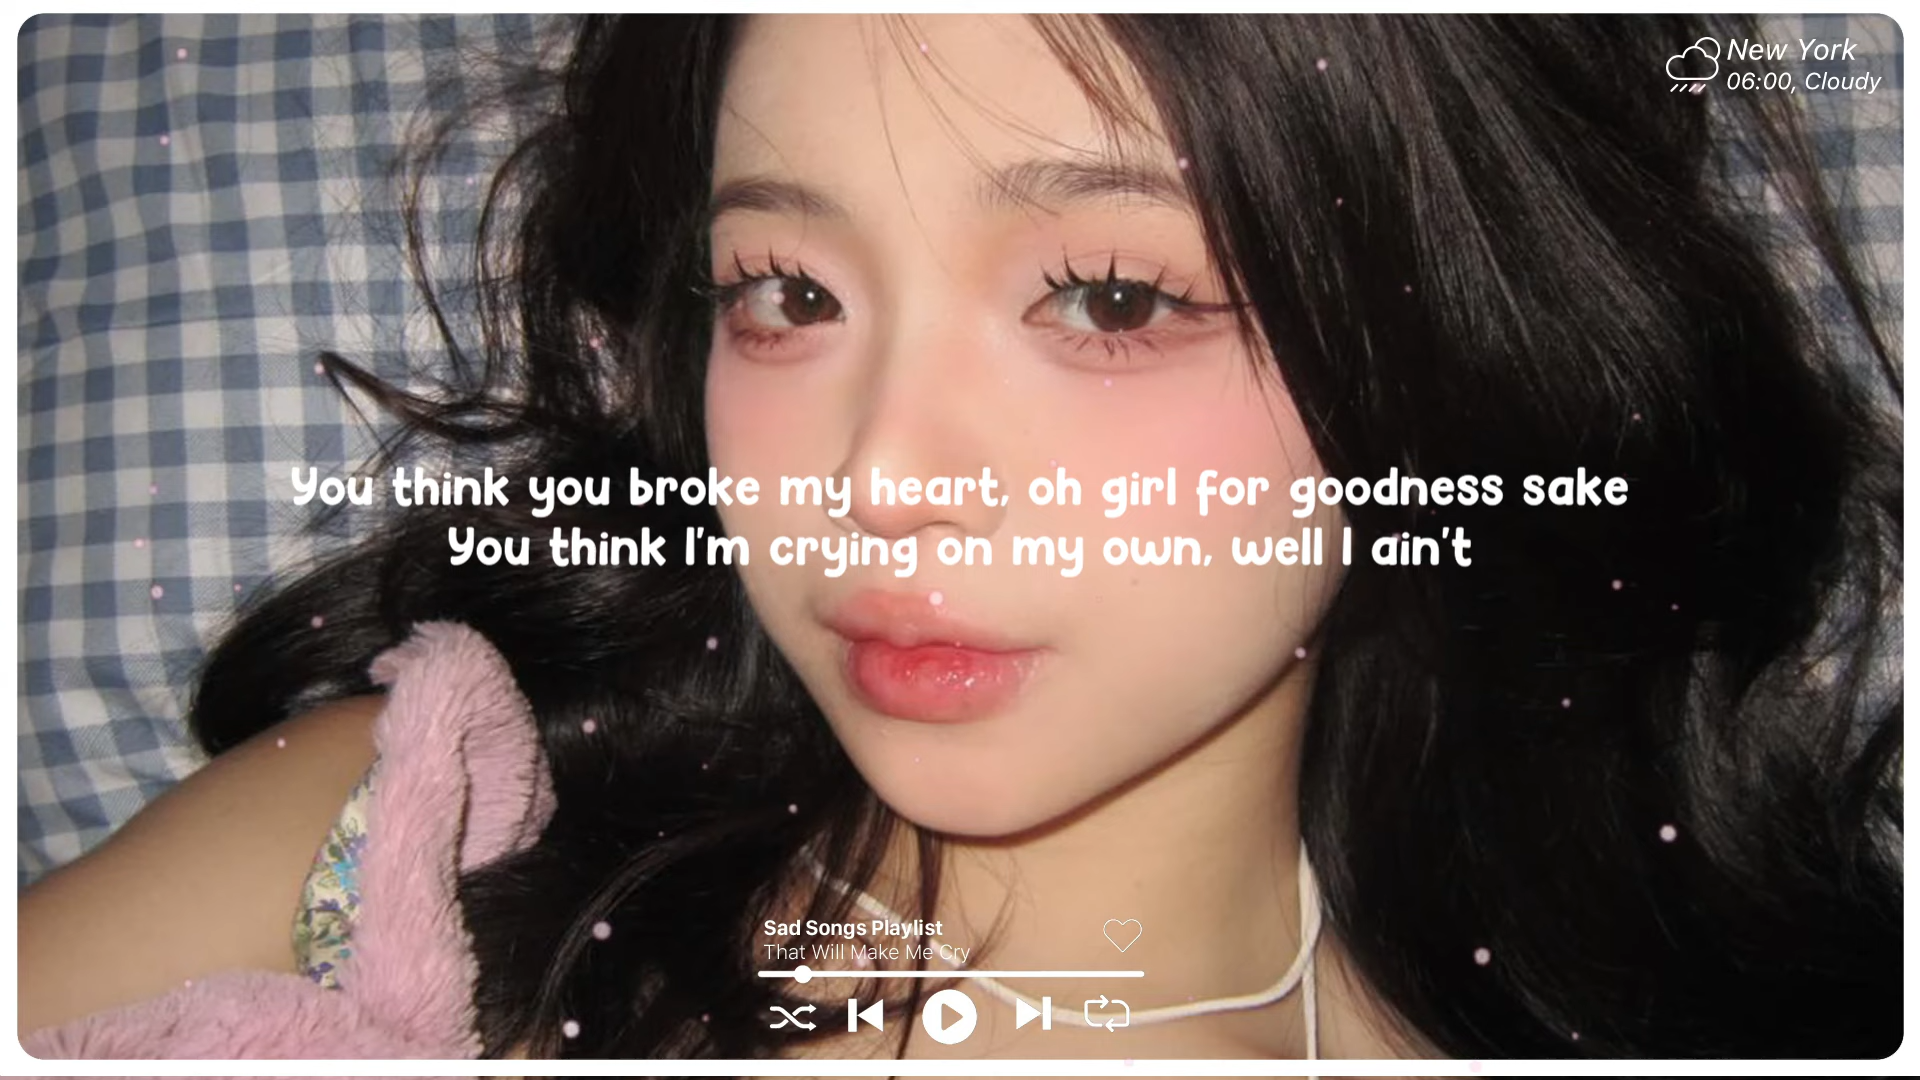 New York
06:00, Cloudy
You think you broke my heart, oh girl for goodness sake
You think I'm crying on my own, well I ain't
Sad Songs Playlist
That Will Make Me Cry